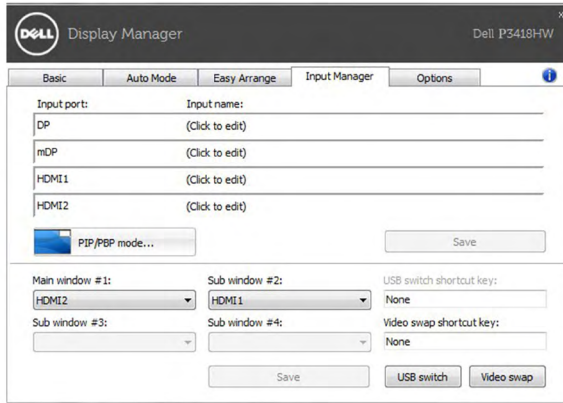 DELL Display Manager Dell P3418HW
x
Basic Auto Mode Easy Arrange Input Manager Options i
Input port: Input name:
DP (Click to edit)
mDP (Click to edit)
HDMI1 (Click to edit)
HDMI2 (Click to edit)
PIP/PBP mode... Save
Main window #1: Sub window #2: USB switch shortcut key:
HDMI2 HDMI1 None
Sub window #3: Sub window #4: Video swap shortcut key:
None
Save USB switch Video swap